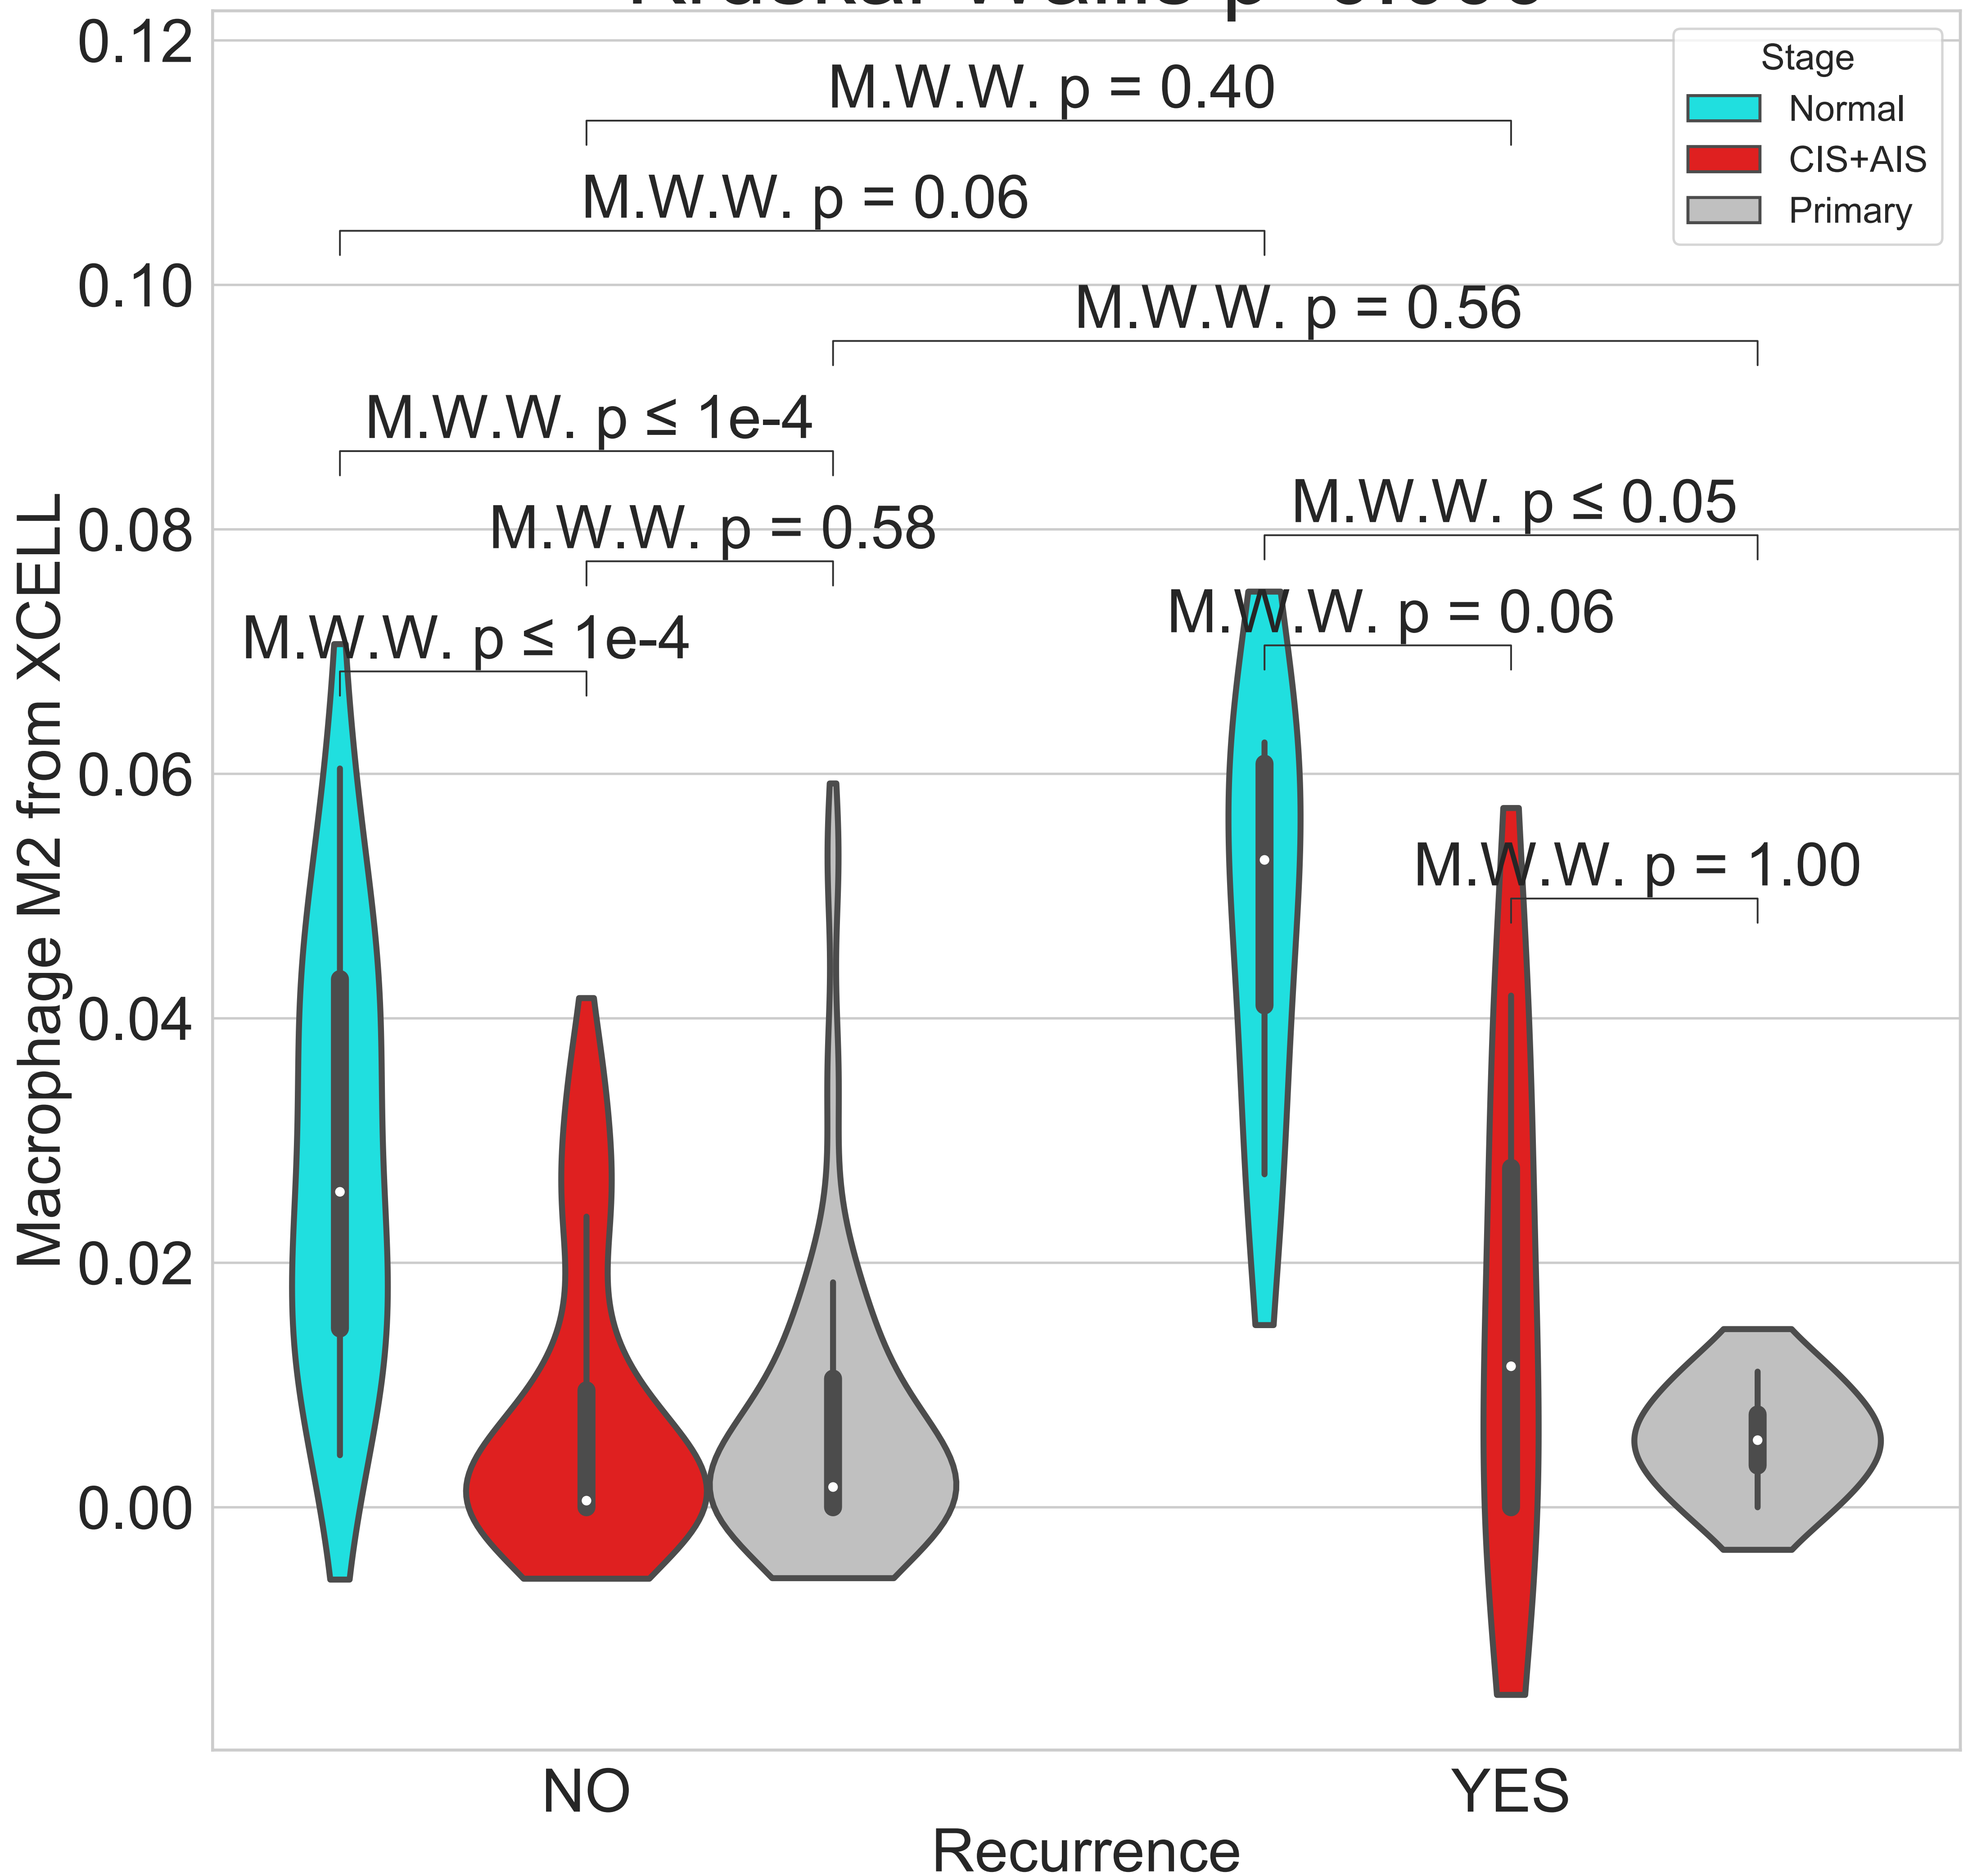 0.12
0.10
0.08
0.06
0.04
0.02
0.00
Macrophage M2 from XCELL
M.W.W. p = 0.40
M.W.W. p = 0.06
M.W.W. p = 0.56
M.W.W. p ≤ 1e-4
M.W.W. p = 0.58
M.W.W. p ≤ 1e-4
M.W.W. p ≤ 0.05
M.W.W. p = 0.06
M.W.W. p = 1.00
Stage
Normal
CIS+AIS
Primary
NO
YES
Recurrence